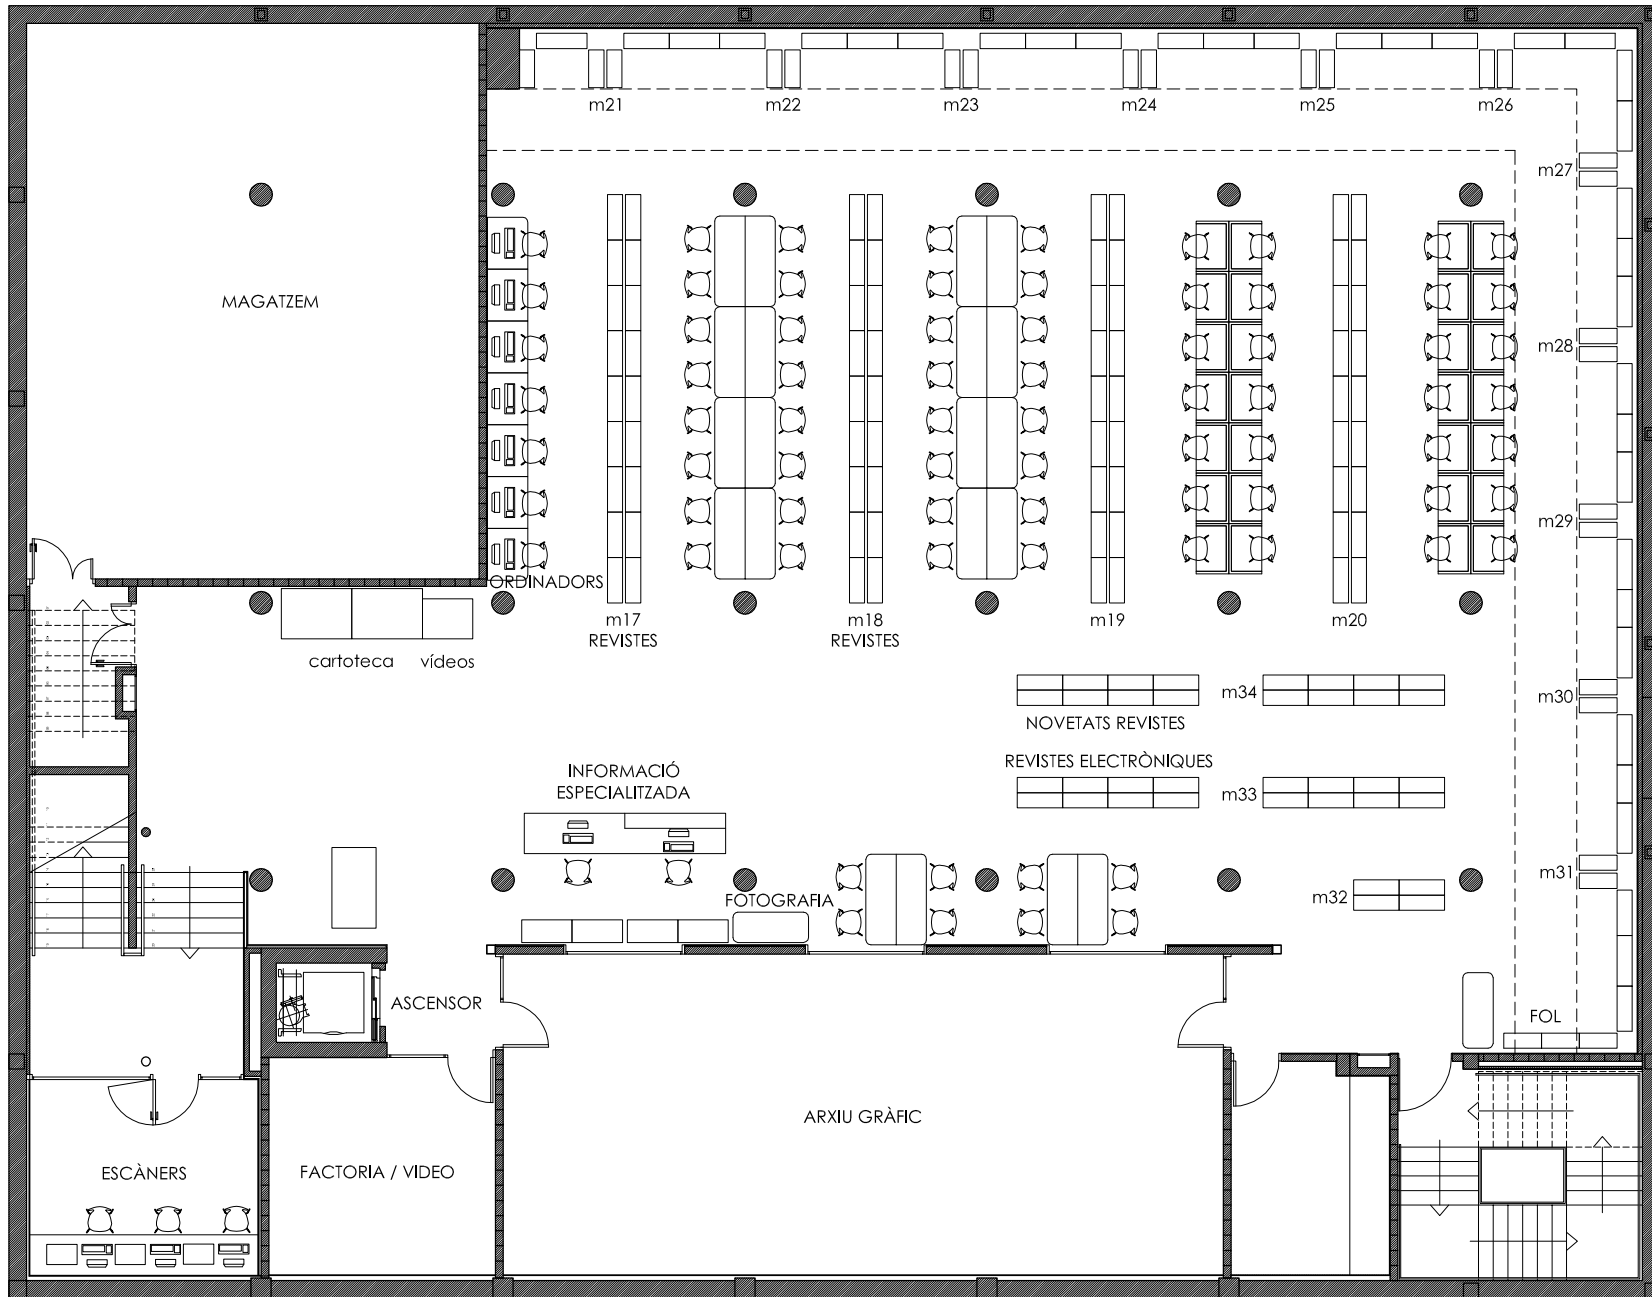 m21
m22
m23
m24
m25
m26
m27
MAGATZEM
m28
m29
ORDINADORS
m17
REVISTES
m18
REVISTES
m19
m20
cartoteca
vídeos
m34
m30
NOVETATS REVISTES
REVISTES ELECTRÒNIQUES
INFORMACIÓ
ESPECIALITZADA
m33
m31
m32
FOTOGRAFIA
ASCENSOR
FOL
ARXIU GRÀFIC
ESCÀNERS
FACTORIA / VIDEO